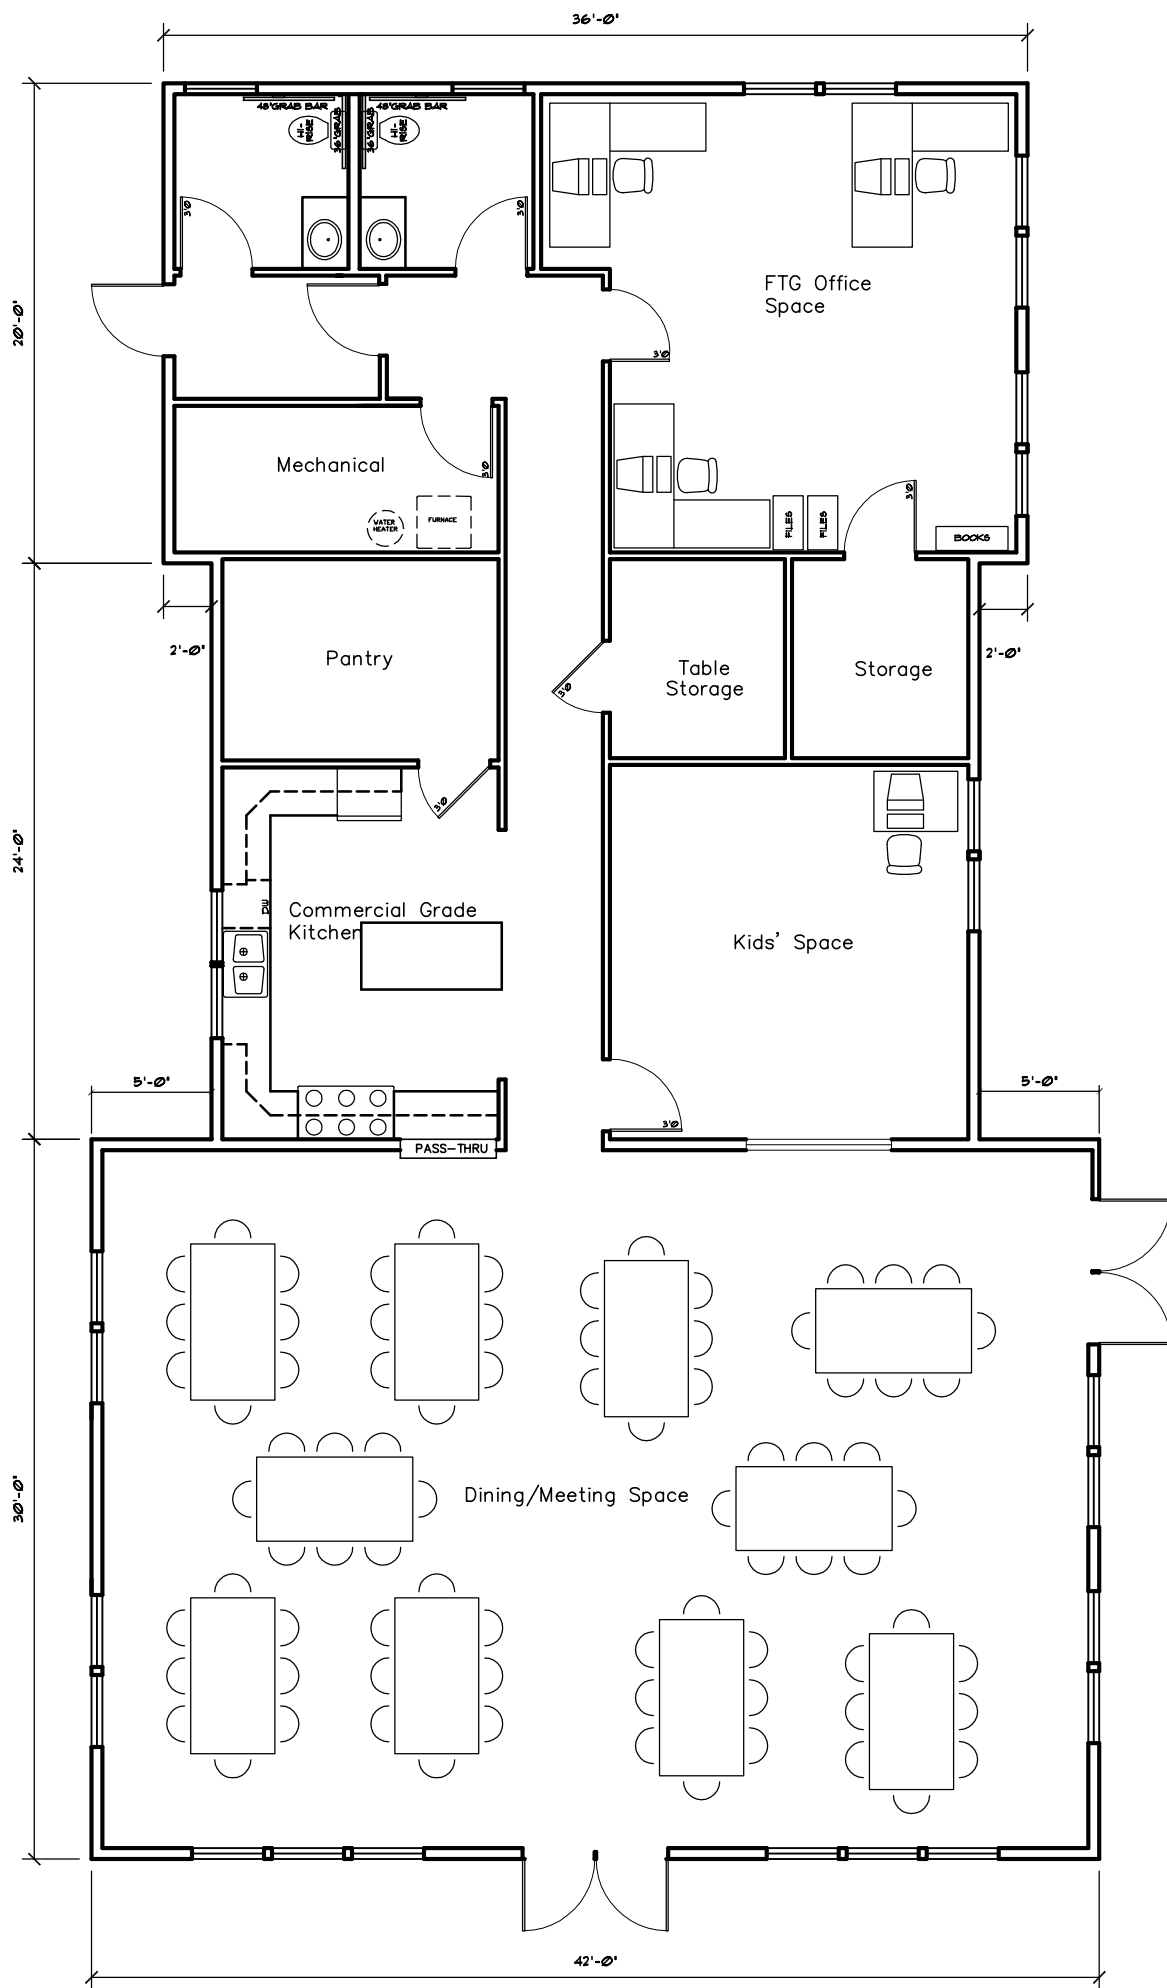 36'-0"
48"GRAB BAR
48"GRAB BAR
36"GRAB
36"GRAB
HI-
RISE
HI-
RISE
3'0
3'0
FTG Office
Space
20'-0"
3'0
Mechanical
3'0
WATER
HEATER
FURNACE
FILES
FILES
3'0
BOOKS
2'-0"
2'-0"
Pantry
Table
Storage
Storage
3'0
3'0
24'-0"
DW
Commercial Grade
Kitchen
Kids' Space
5'-0"
5'-0"
3'0
PASS-THRU
Dining/Meeting Space
30'-0"
42'-0"